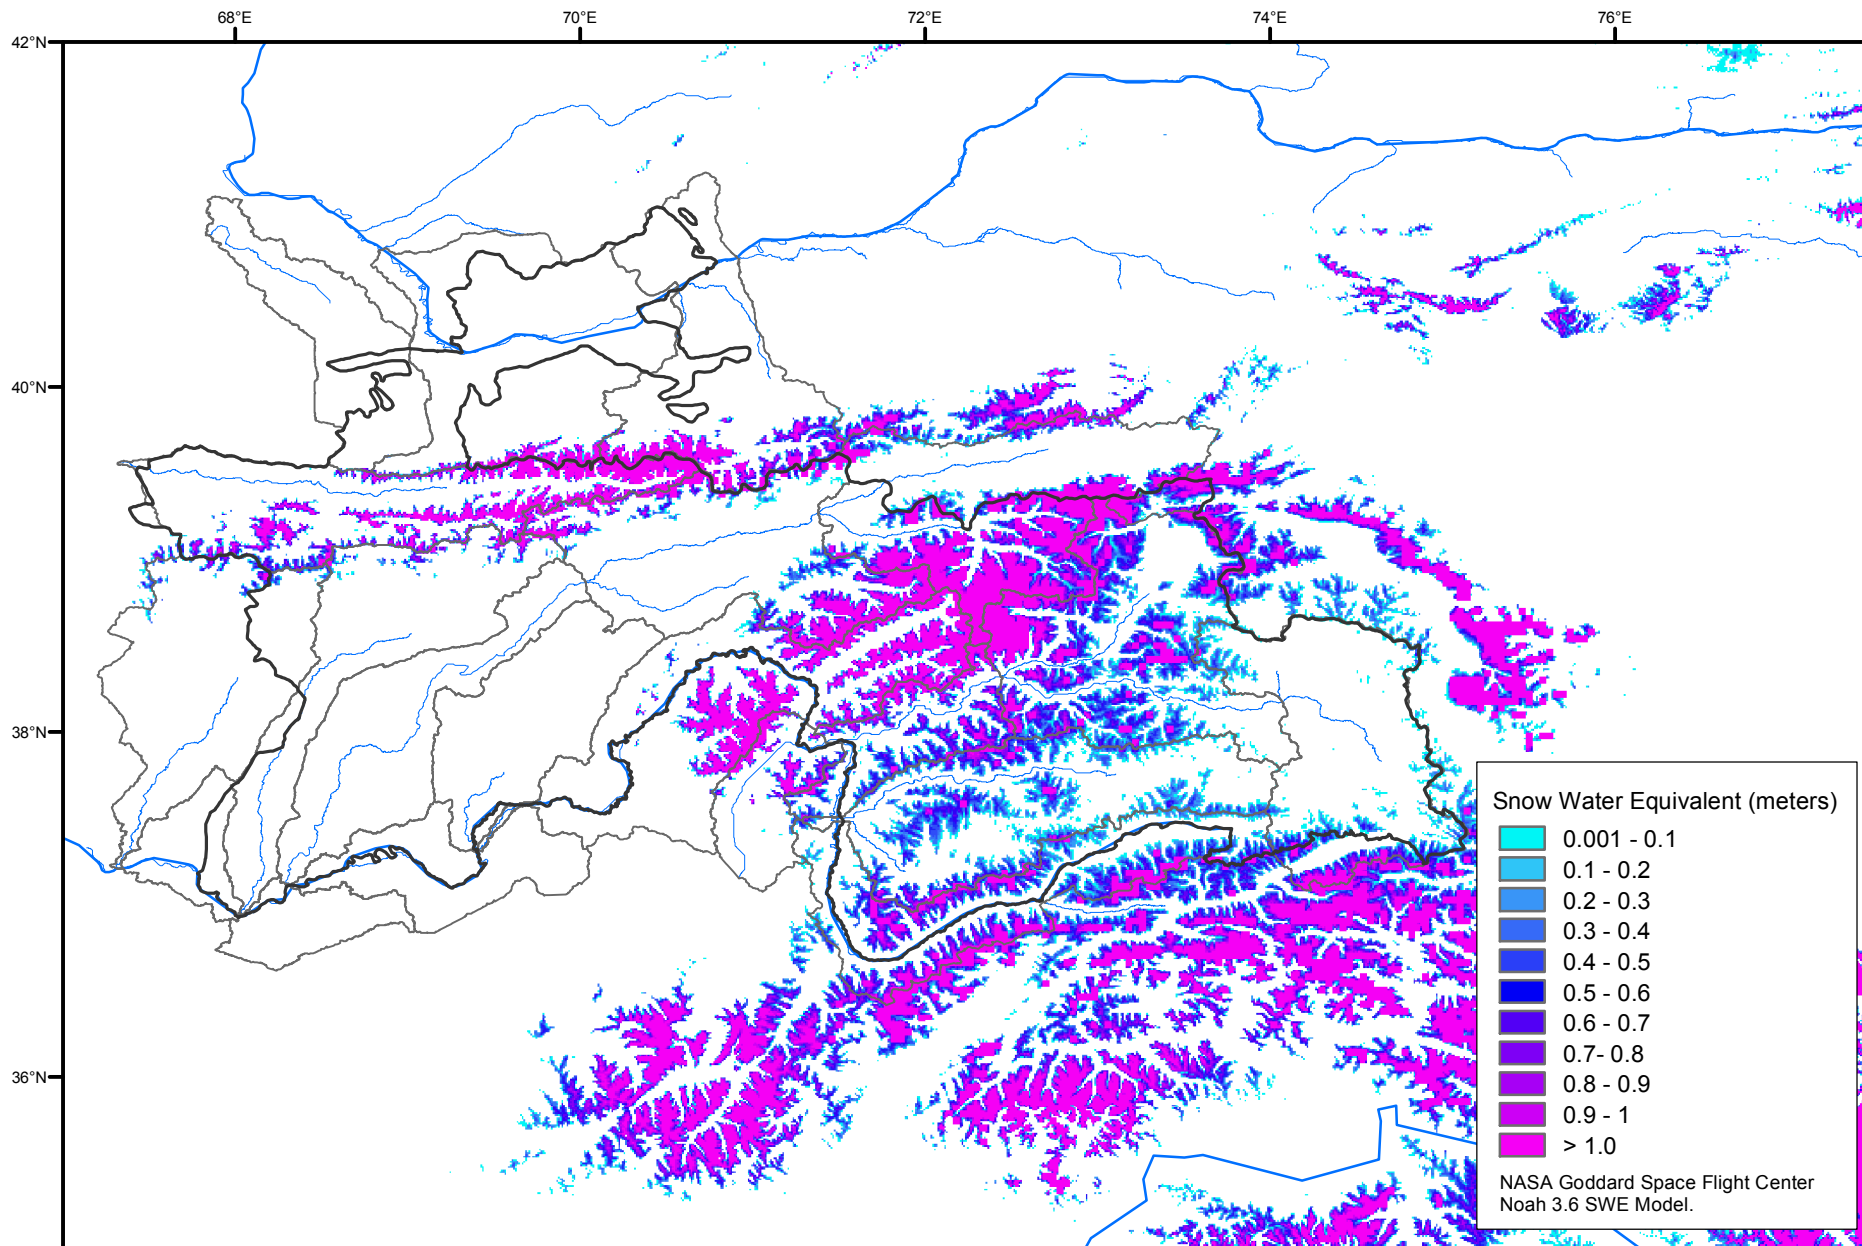 68°E
70°E
72°E
74°E
76°E
42°N
40°N
38°N
36°N
Snow Water Equivalent (meters)
0.001 - 0.1
0.1 - 0.2
0.2 - 0.3
0.3 - 0.4
0.4 - 0.5
0.5 - 0.6
0.6 - 0.7
0.7- 0.8
0.8 - 0.9
0.9 - 1
> 1.0
NASA Goddard Space Flight Center
Noah 3.6 SWE Model.